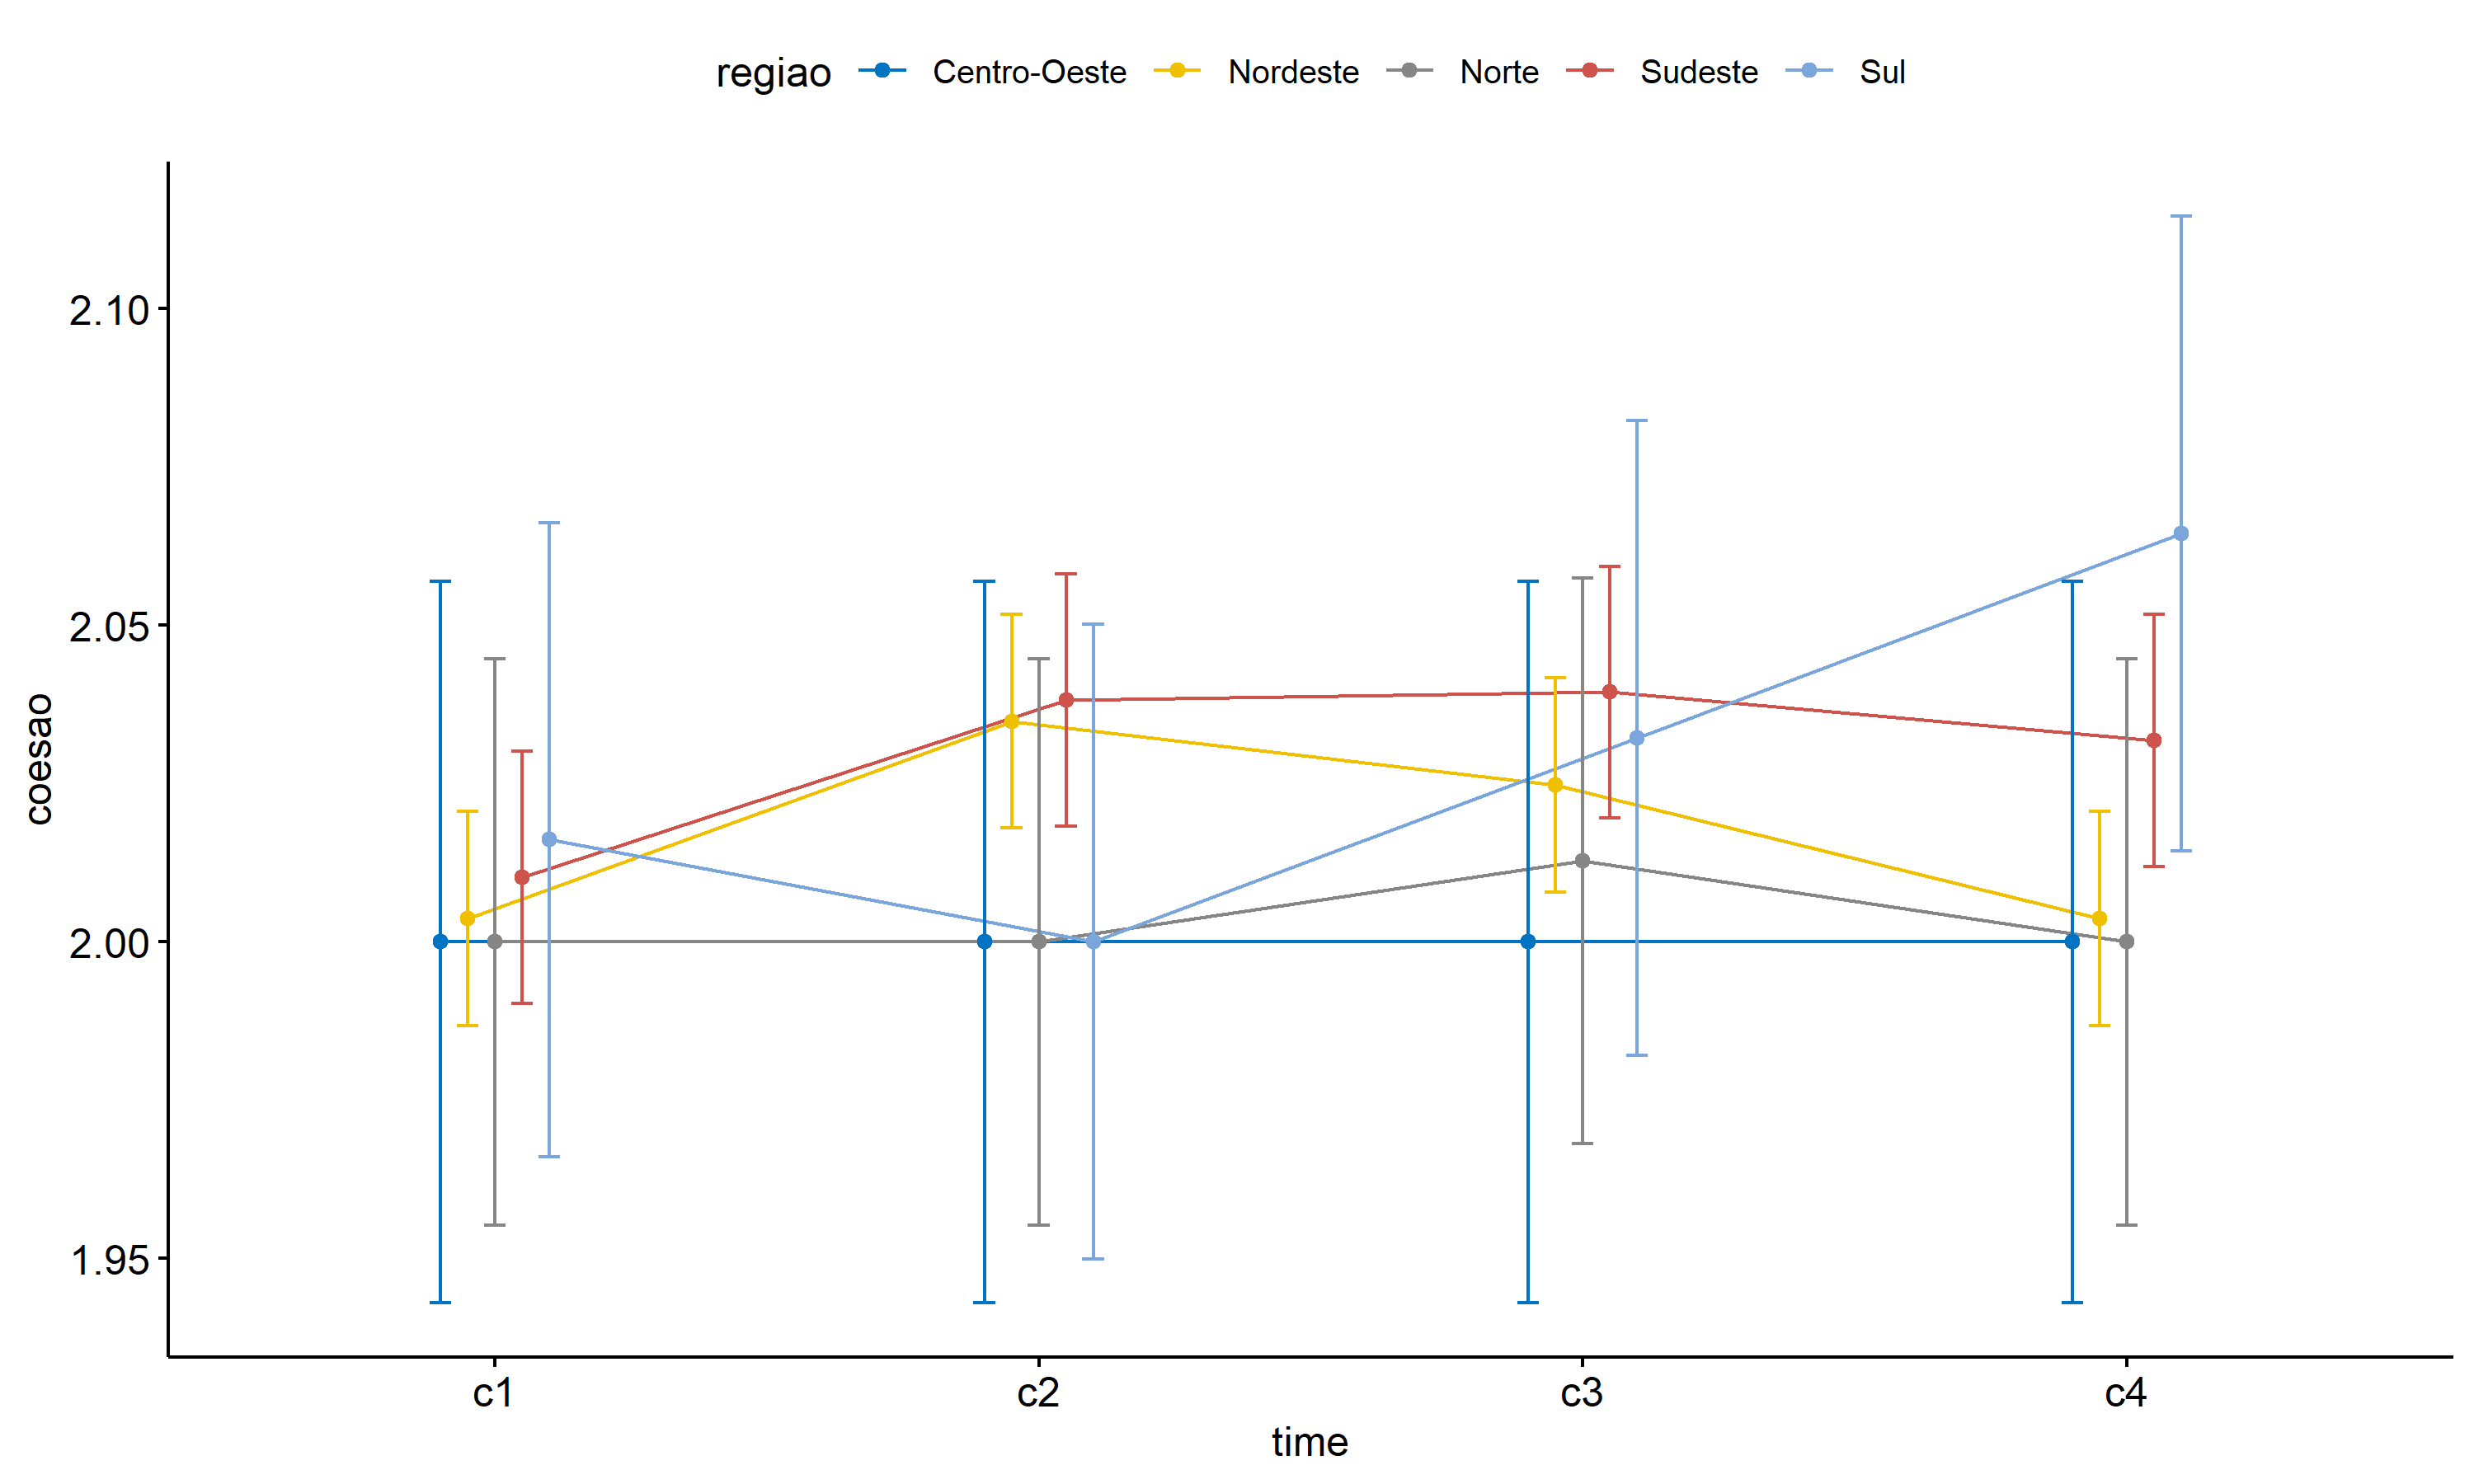 regiao Centro-Oeste Nordeste Norte Sudeste Sul
2.10
2.05
2.00
1.95
coesao
c1 c2 c3 c4
time